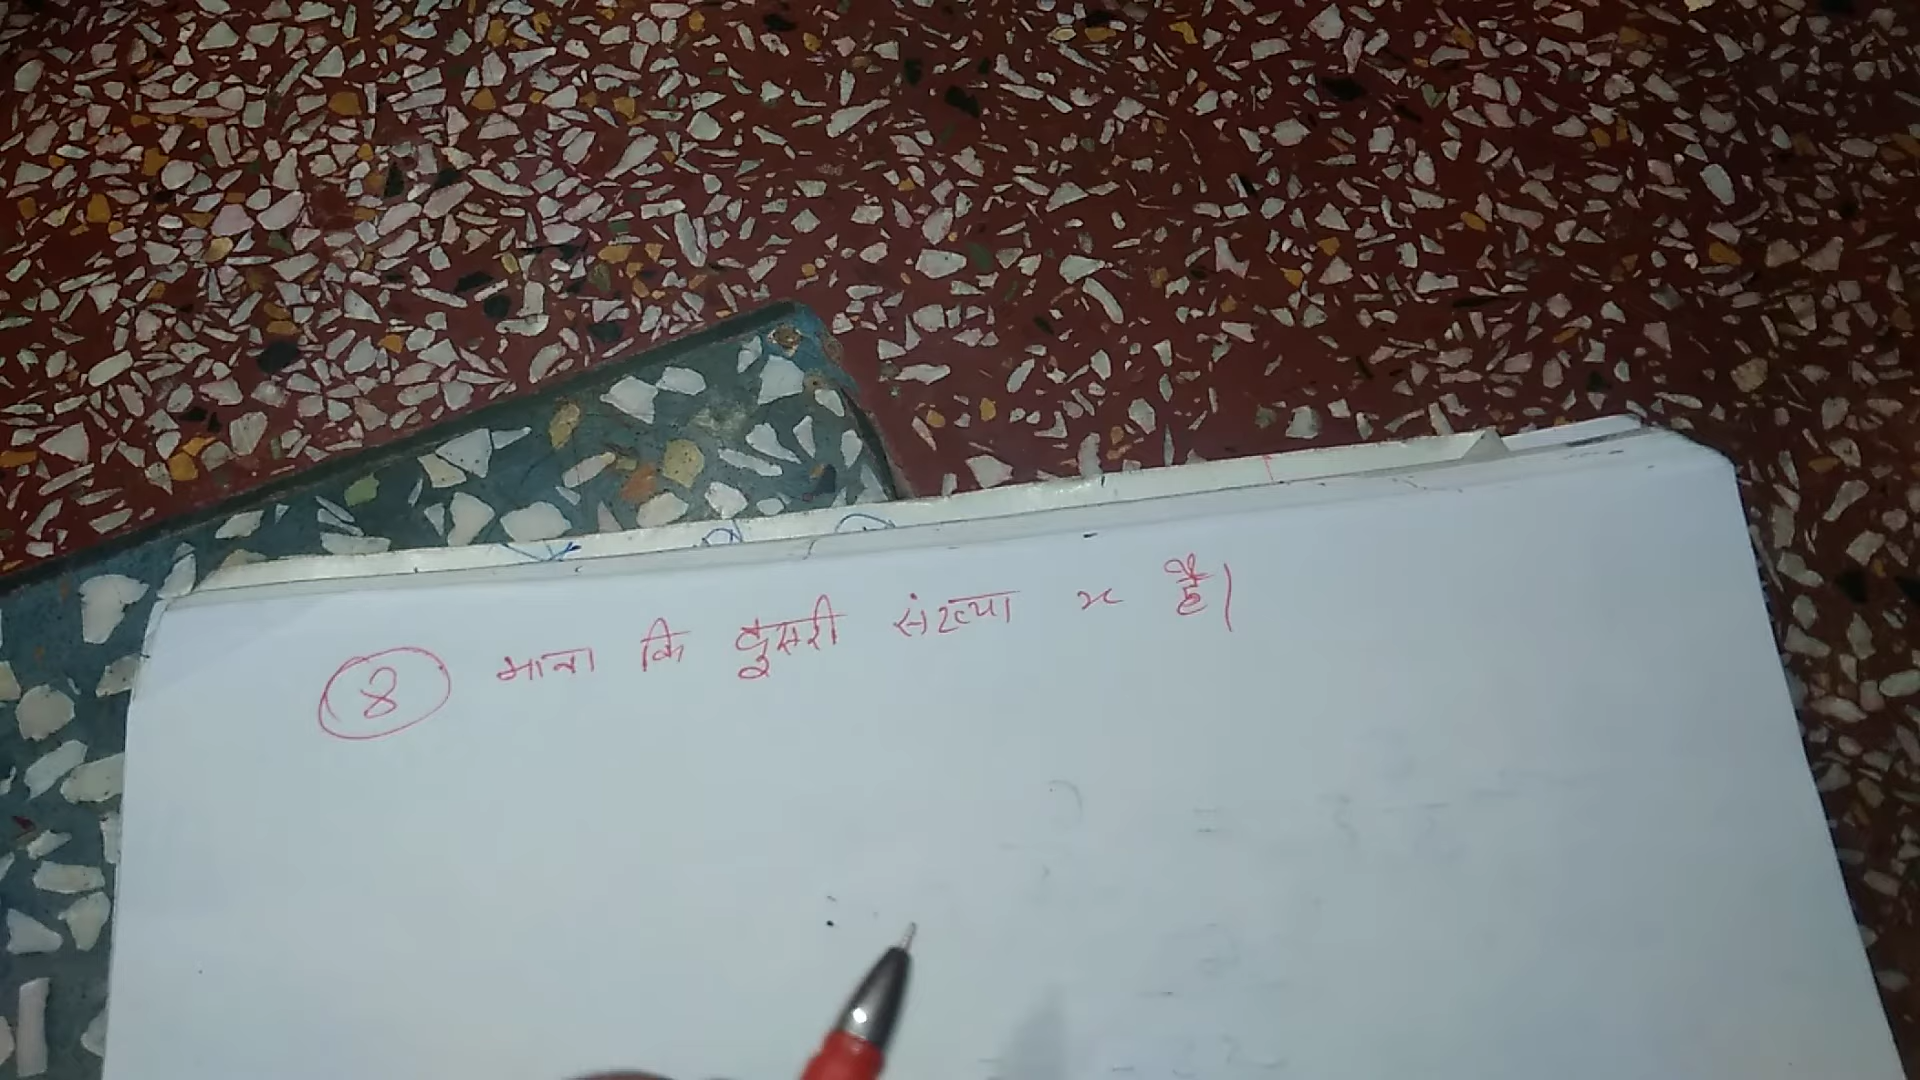 8 माना कि दूसरी संख्या x है।